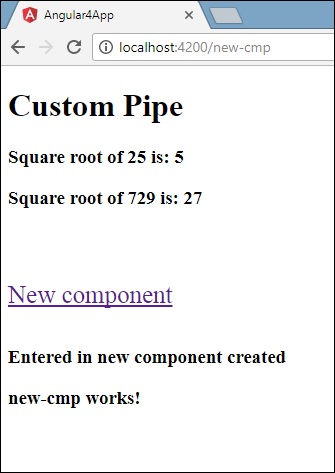 Angular4App
localhost:4200/new-cmp
Custom Pipe
Square root of 25 is: 5
Square root of 729 is: 27
New component
Entered in new component created
new-cmp works!